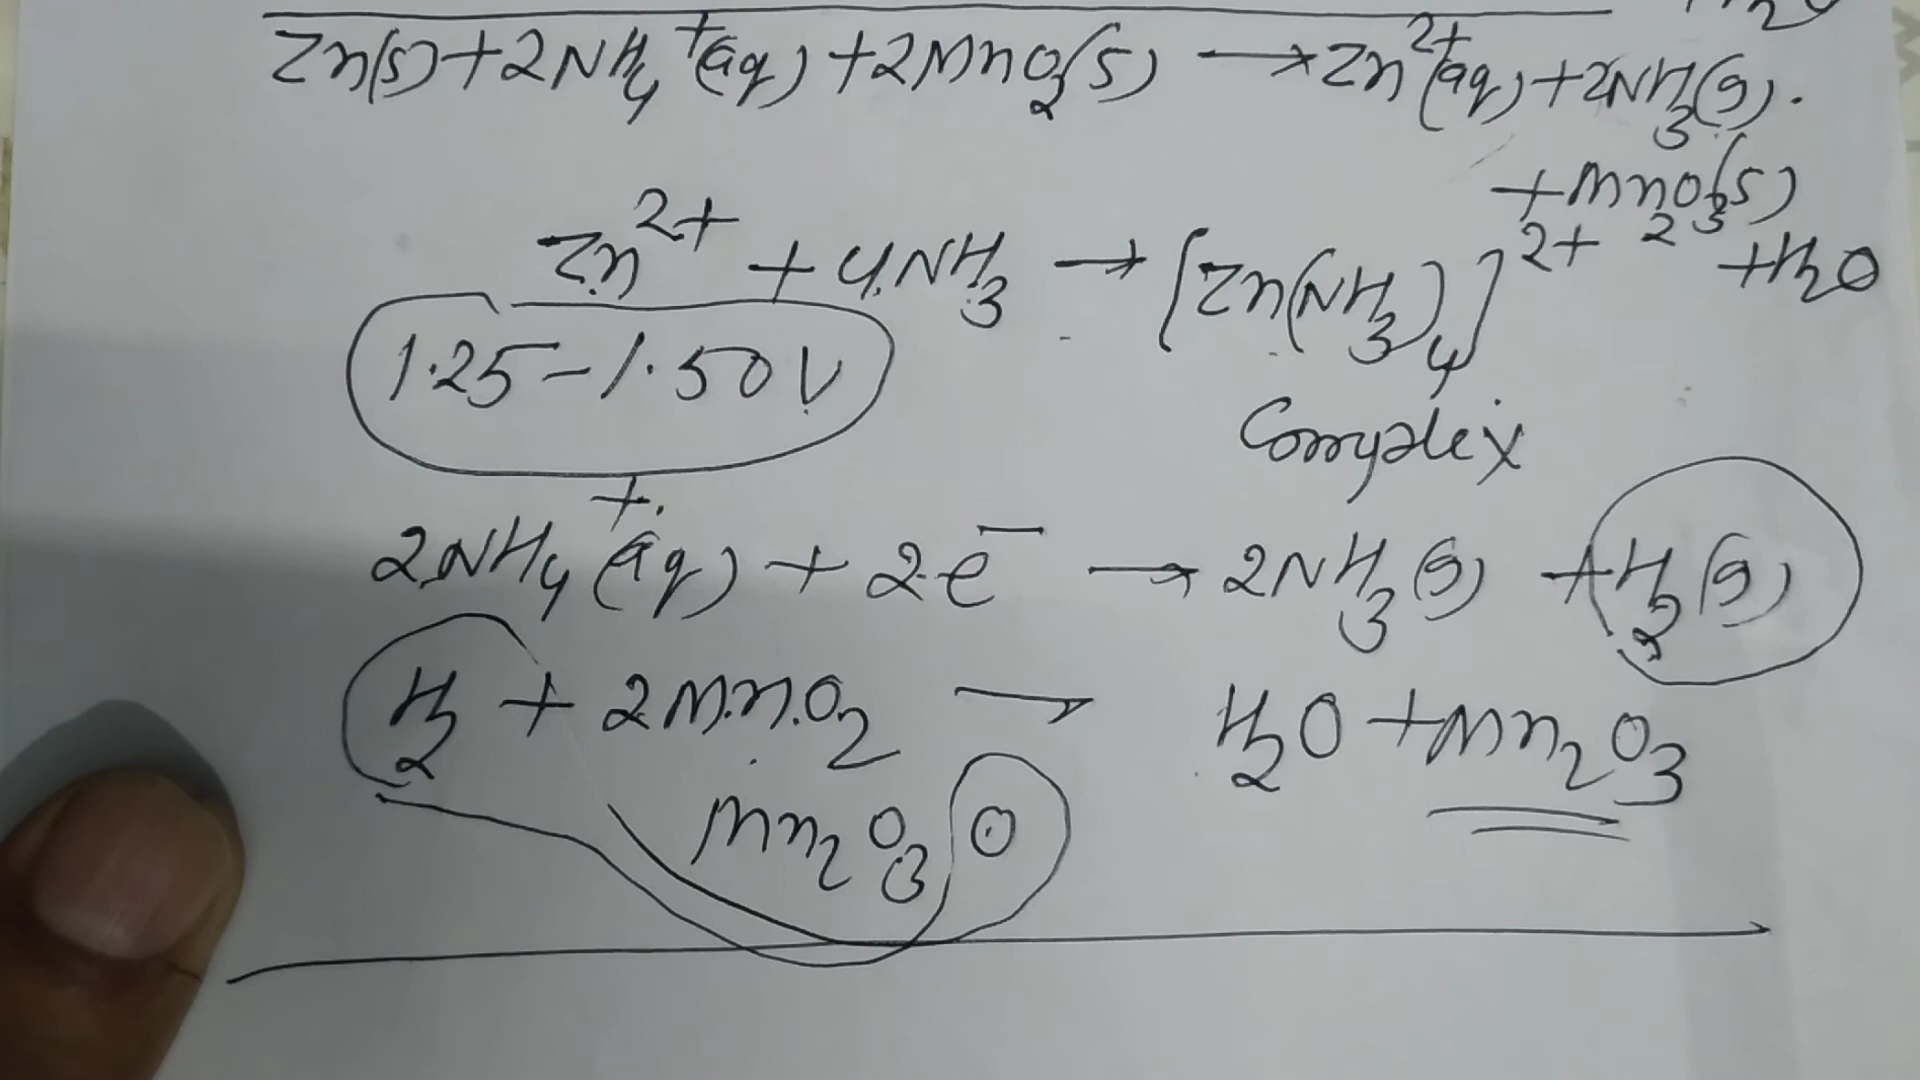 Zn(s) + 2NH₄⁺(aq) + 2MnO₂(s) → Zn²⁺(aq) + 2NH₃(g).
+ Mn₂O₃(s)
+ H₂O
Zn²⁺ + 4NH₃ → [Zn(NH₃)₄]²⁺
1.25 - 1.50 V
Complex
2NH₄⁺(aq) + 2e⁻ → 2NH₃(g) + H₂(g)
H₂ + 2MnO₂ → H₂O + Mn₂O₃
Mn₂O₃ O